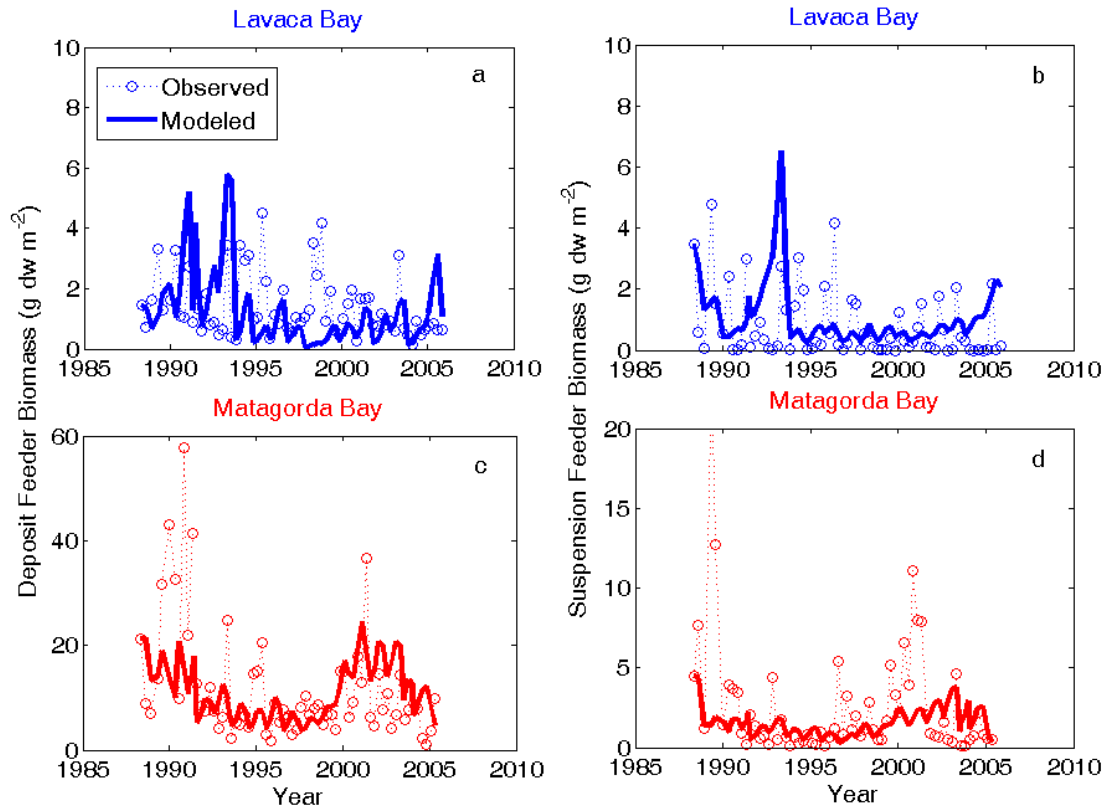 Lavaca Bay
Lavaca Bay
10
8
6
4
2
0
1985 1990 1995 2000 2005 2010
a
Observed
Modeled
10
8
6
4
2
0
1985 1990 1995 2000 2005 2010
b
Deposit Feeder Biomass (g dw m-2)
Suspension Feeder Biomass (g dw m-2)
Matagorda Bay
Matagorda Bay
60
40
20
0
1985 1990 1995 2000 2005 2010
c
Year
20
15
10
5
0
1985 1990 1995 2000 2005 2010
d
Year